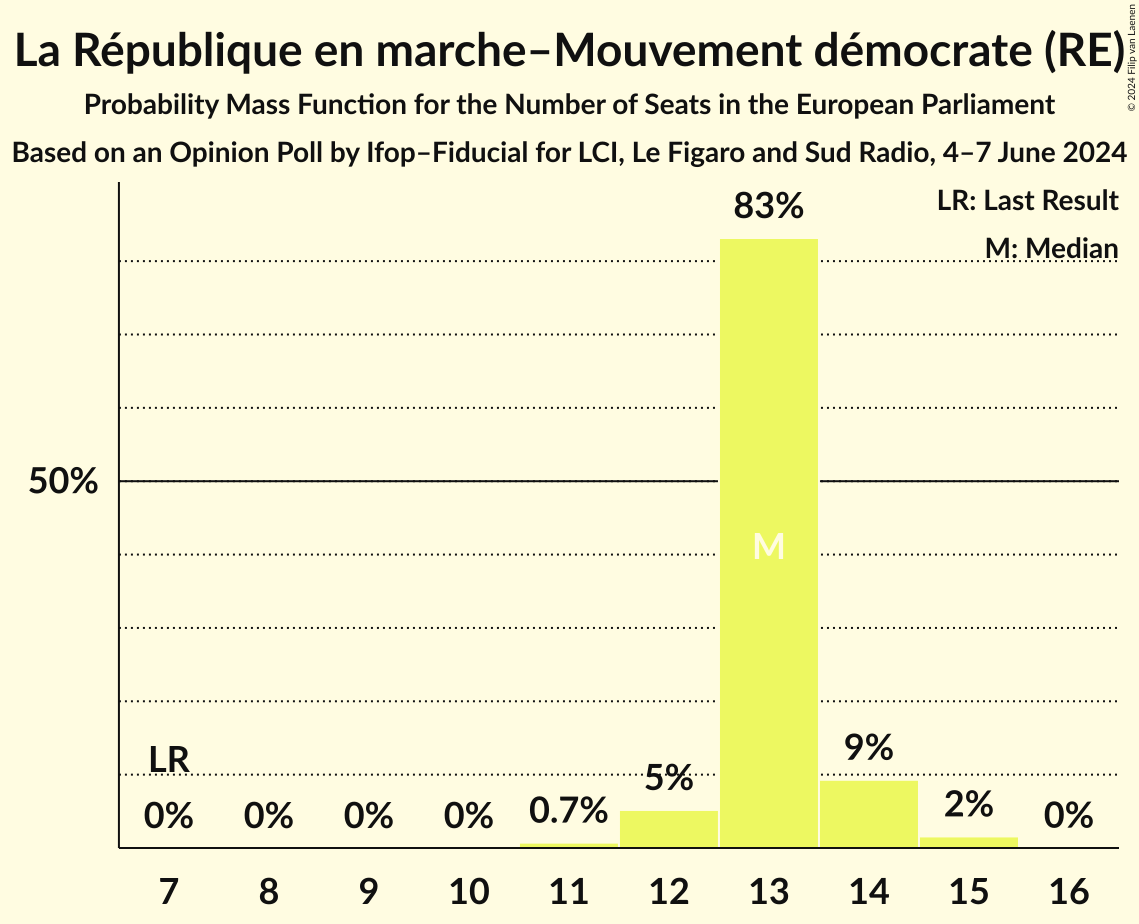 La République en marche–Mouvement démocrate (RE)
Probability Mass Function for the Number of Seats in the European Parliament
Based on an Opinion Poll by Ifop–Fiducial for LCI, Le Figaro and Sud Radio, 4–7 June 2024
© 2024 Filip van Laenen
LR: Last Result
M: Median
83%
50%
M
LR
0%
0%
0%
0%
0.7%
5%
9%
2%
0%
7 8 9 10 11 12 13 14 15 16